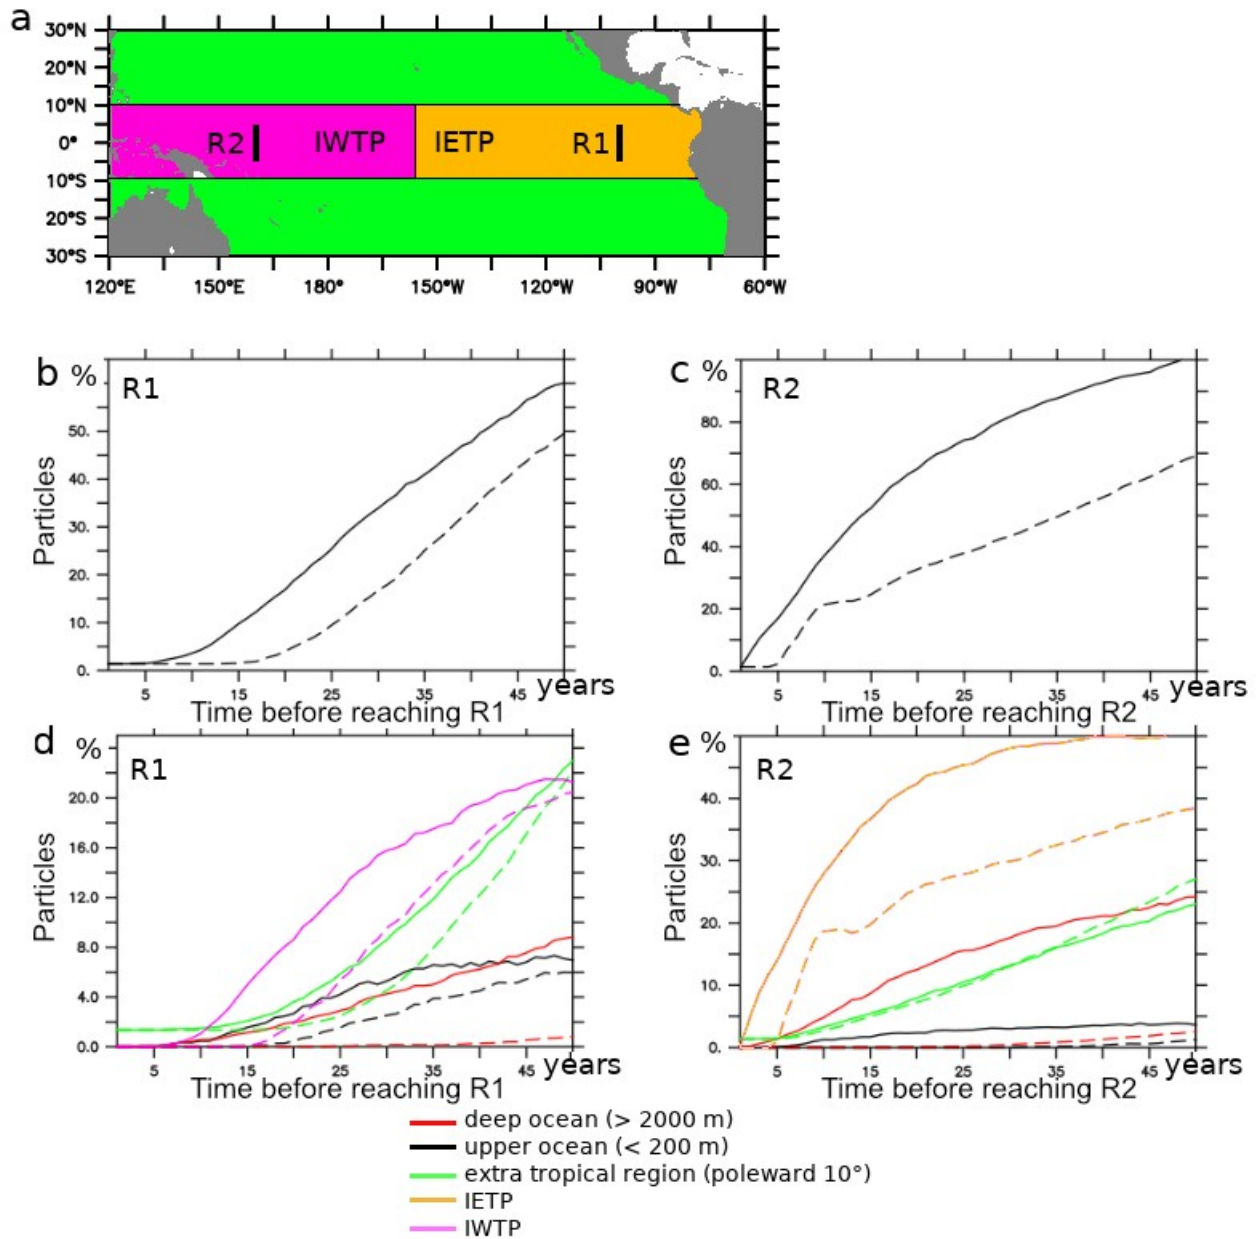 a
30°N
20°N
10°N
0°
10°S
20°S
30°S
R2 IWTP IETP R1
120°E 150°E 180° 150°W 120°W 90°W 60°W
b % R1
50.
40.
30.
20.
10.
0.
Particles
5 15 25 35 45 years
Time before reaching R1
c % R2
80.
60.
40.
20.
0.
Particles
5 15 25 35 45 years
Time before reaching R2
d % R1
20.0
16.0
12.0
8.0
4.0
0.0
Particles
5 15 25 35 45 years
Time before reaching R1
e % R2
40.
30.
20.
10.
0.
Particles
5 15 25 35 45 years
Time before reaching R2
deep ocean (> 2000 m)
upper ocean (< 200 m)
extra tropical region (poleward 10°)
IETP
IWTP